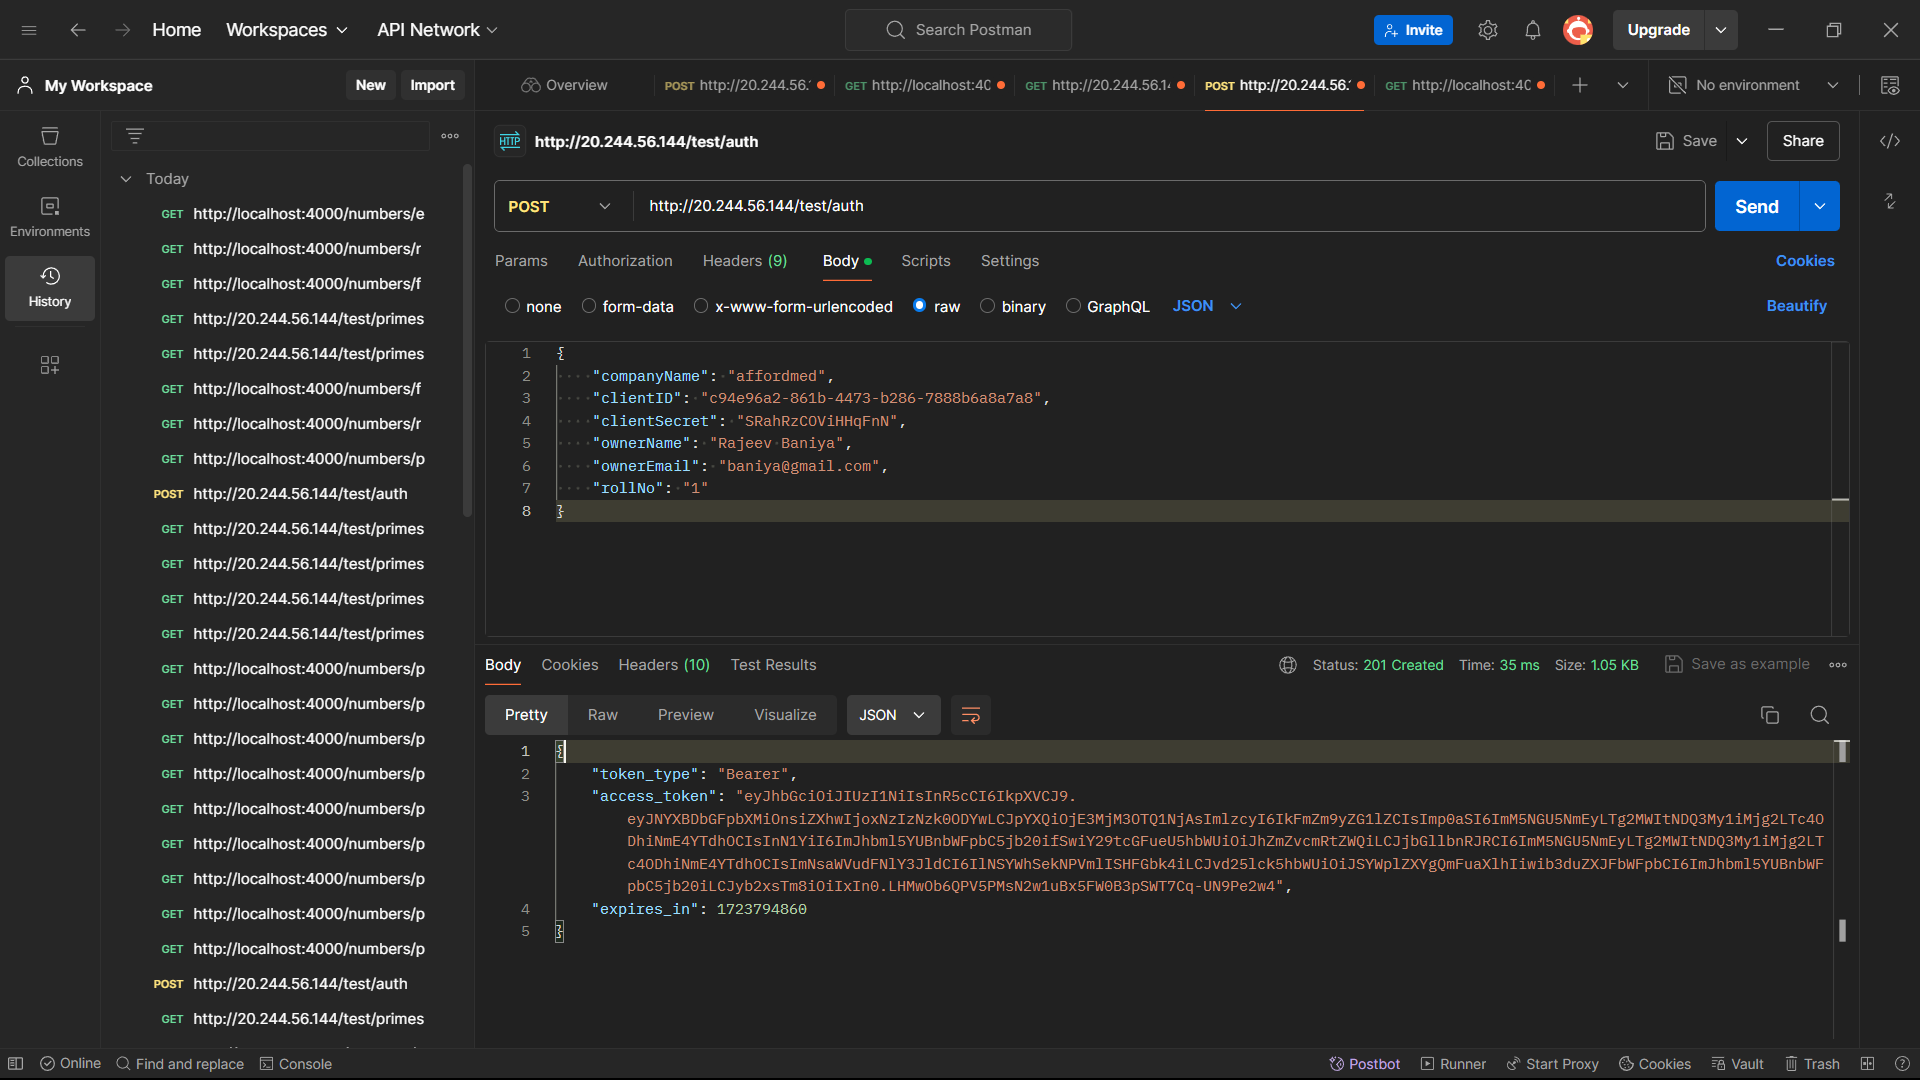 Home Workspaces API Network Search Postman Invite Upgrade
My Workspace New Import Overview POST http://20.244.56. GET http://localhost:40 GET http://20.244.56.14 POST http://20.244.56. GET http://localhost:40 No environment
Collections
Environments
History
Today
GET http://localhost:4000/numbers/e
GET http://localhost:4000/numbers/r
GET http://localhost:4000/numbers/f
GET http://20.244.56.144/test/primes
GET http://20.244.56.144/test/primes
GET http://localhost:4000/numbers/f
GET http://localhost:4000/numbers/r
GET http://localhost:4000/numbers/p
POST http://20.244.56.144/test/auth
GET http://20.244.56.144/test/primes
GET http://20.244.56.144/test/primes
GET http://20.244.56.144/test/primes
GET http://20.244.56.144/test/primes
GET http://localhost:4000/numbers/p
GET http://localhost:4000/numbers/p
GET http://localhost:4000/numbers/p
GET http://localhost:4000/numbers/p
GET http://localhost:4000/numbers/p
GET http://localhost:4000/numbers/p
GET http://localhost:4000/numbers/p
GET http://localhost:4000/numbers/p
GET http://localhost:4000/numbers/p
POST http://20.244.56.144/test/auth
GET http://20.244.56.144/test/primes
HTTP http://20.244.56.144/test/auth Save Share
POST http://20.244.56.144/test/auth Send
Params Authorization Headers (9) Body Scripts Settings Cookies
none form-data x-www-form-urlencoded raw binary GraphQL JSON Beautify
1 {
2 "companyName": "affordmed",
3 "clientID": "c94e96a2-861b-4473-b286-7888b6a8a7a8",
4 "clientSecret": "SRahRzCOViHHqFnN",
5 "ownerName": "Rajeev Baniya",
6 "ownerEmail": "baniya@gmail.com",
7 "rollNo": "1"
8 }
Body Cookies Headers (10) Test Results Status: 201 Created Time: 35 ms Size: 1.05 KB Save as example
Pretty Raw Preview Visualize JSON
1 {
2 "token_type": "Bearer",
3 "access_token": "eyJhbGciOiJIUzI1NiIsInR5cCI6IkpXVCJ9.
eyJNYXBDbGFpbXMiOnsiZXhwIjoxNzIzNzk0ODYwLCJpYXQiOjE3MjM3OTQ1NjAsImlzcyI6IkFmZm9yZG1lZCIsImp0aSI6ImM5NGU5NmEyLTg2MWItNDQ3My1iMjg2LTc4O
DhiNmE4YTdhOCIsInN1YiI6ImJhbml5YUBnbWFpbC5jb20ifSwiY29tcGFueU5hbWUiOiJhZmZvcmRtZWQiLCJjbGllbnRJRCI6ImM5NGU5NmEyLTg2MWItNDQ3My1iMjg2LT
c4ODhiNmE4YTdhOCIsImNsaWVudFNlY3JldCI6IlNSYWhSekNPVmlISHFGbk4iLCJvd25lck5hbWUiOiJSYWplZXYgQmFuaXlhIiwib3duZXJFbWFpbCI6ImJhbml5YUBnbWF
pbC5jb20iLCJyb2xsTm8iOiIxIn0.LHMwOb6QPV5PMsN2w1uBx5FW0B3pSWT7Cq-UN9Pe2w4",
4 "expires_in": 1723794860
5 }
Online Find and replace Console Postbot Runner Start Proxy Cookies Vault Trash